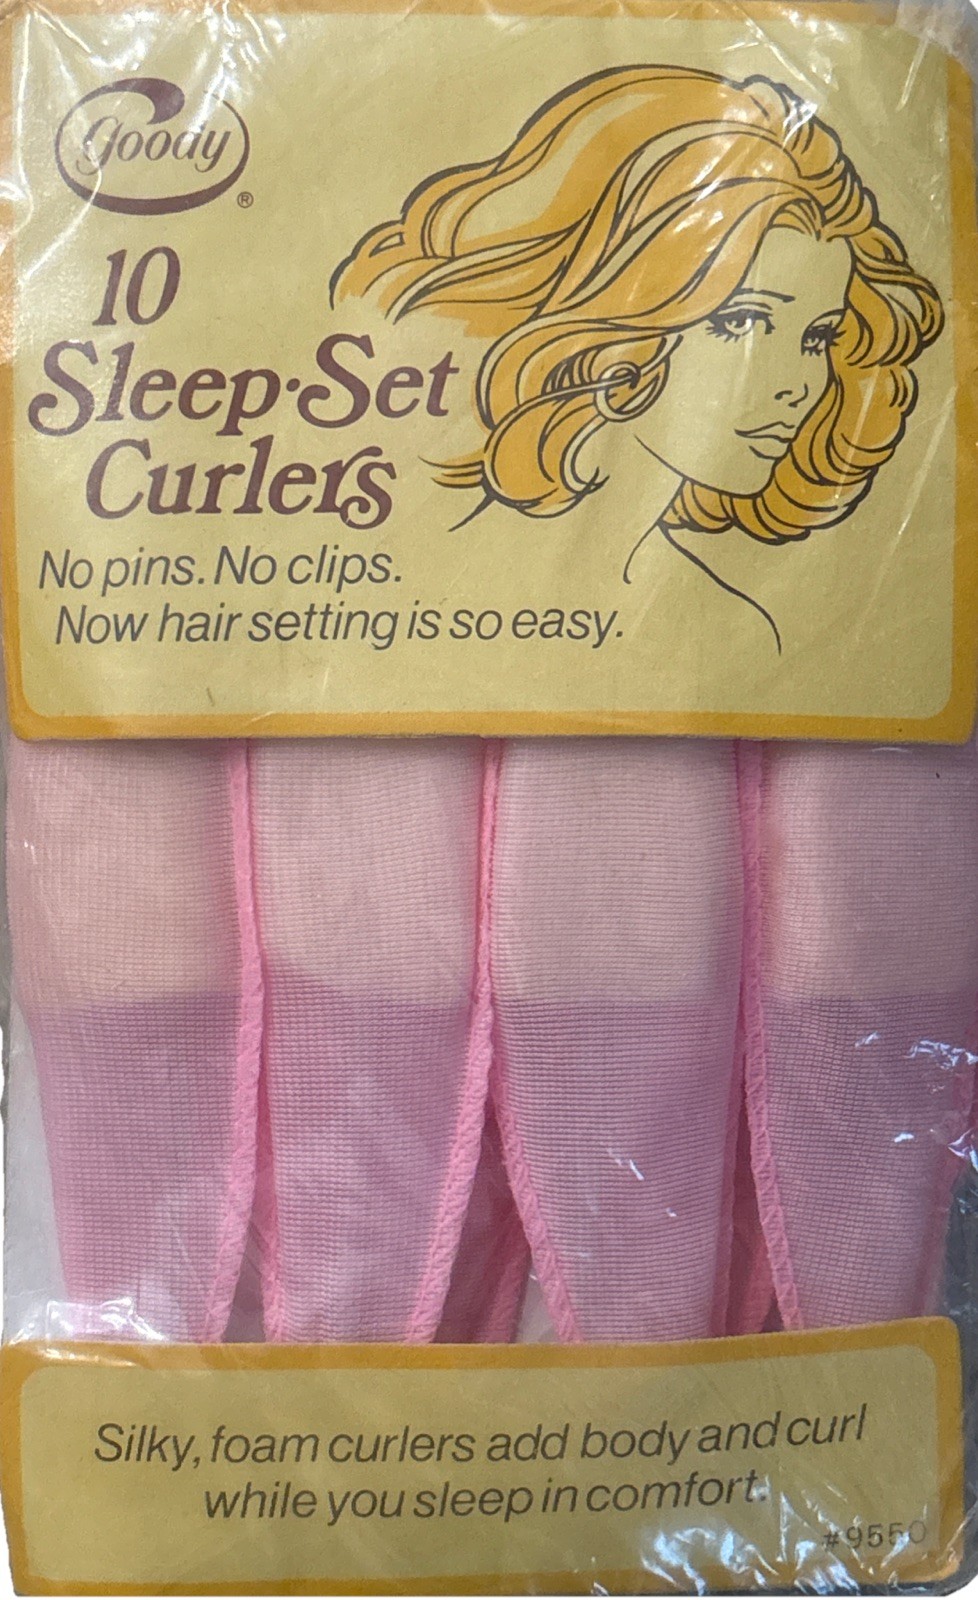 Goody
®
10
Sleep·Set
Curlers
No pins. No clips.
Now hair setting is so easy.
Silky, foam curlers add body and curl
while you sleep in comfort.
#9550